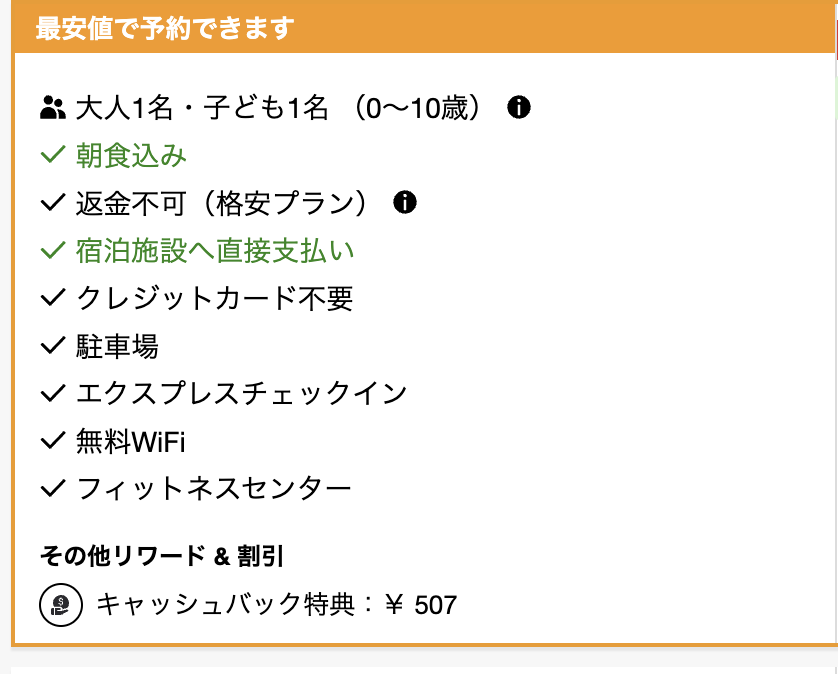 最安値で予約できます
大人1名・子ども1名 （0〜10歳）
朝食込み
返金不可（格安プラン）
宿泊施設へ直接支払い
クレジットカード不要
駐車場
エクスプレスチェックイン
無料WiFi
フィットネスセンター
その他リワード & 割引
キャッシュバック特典：¥ 507